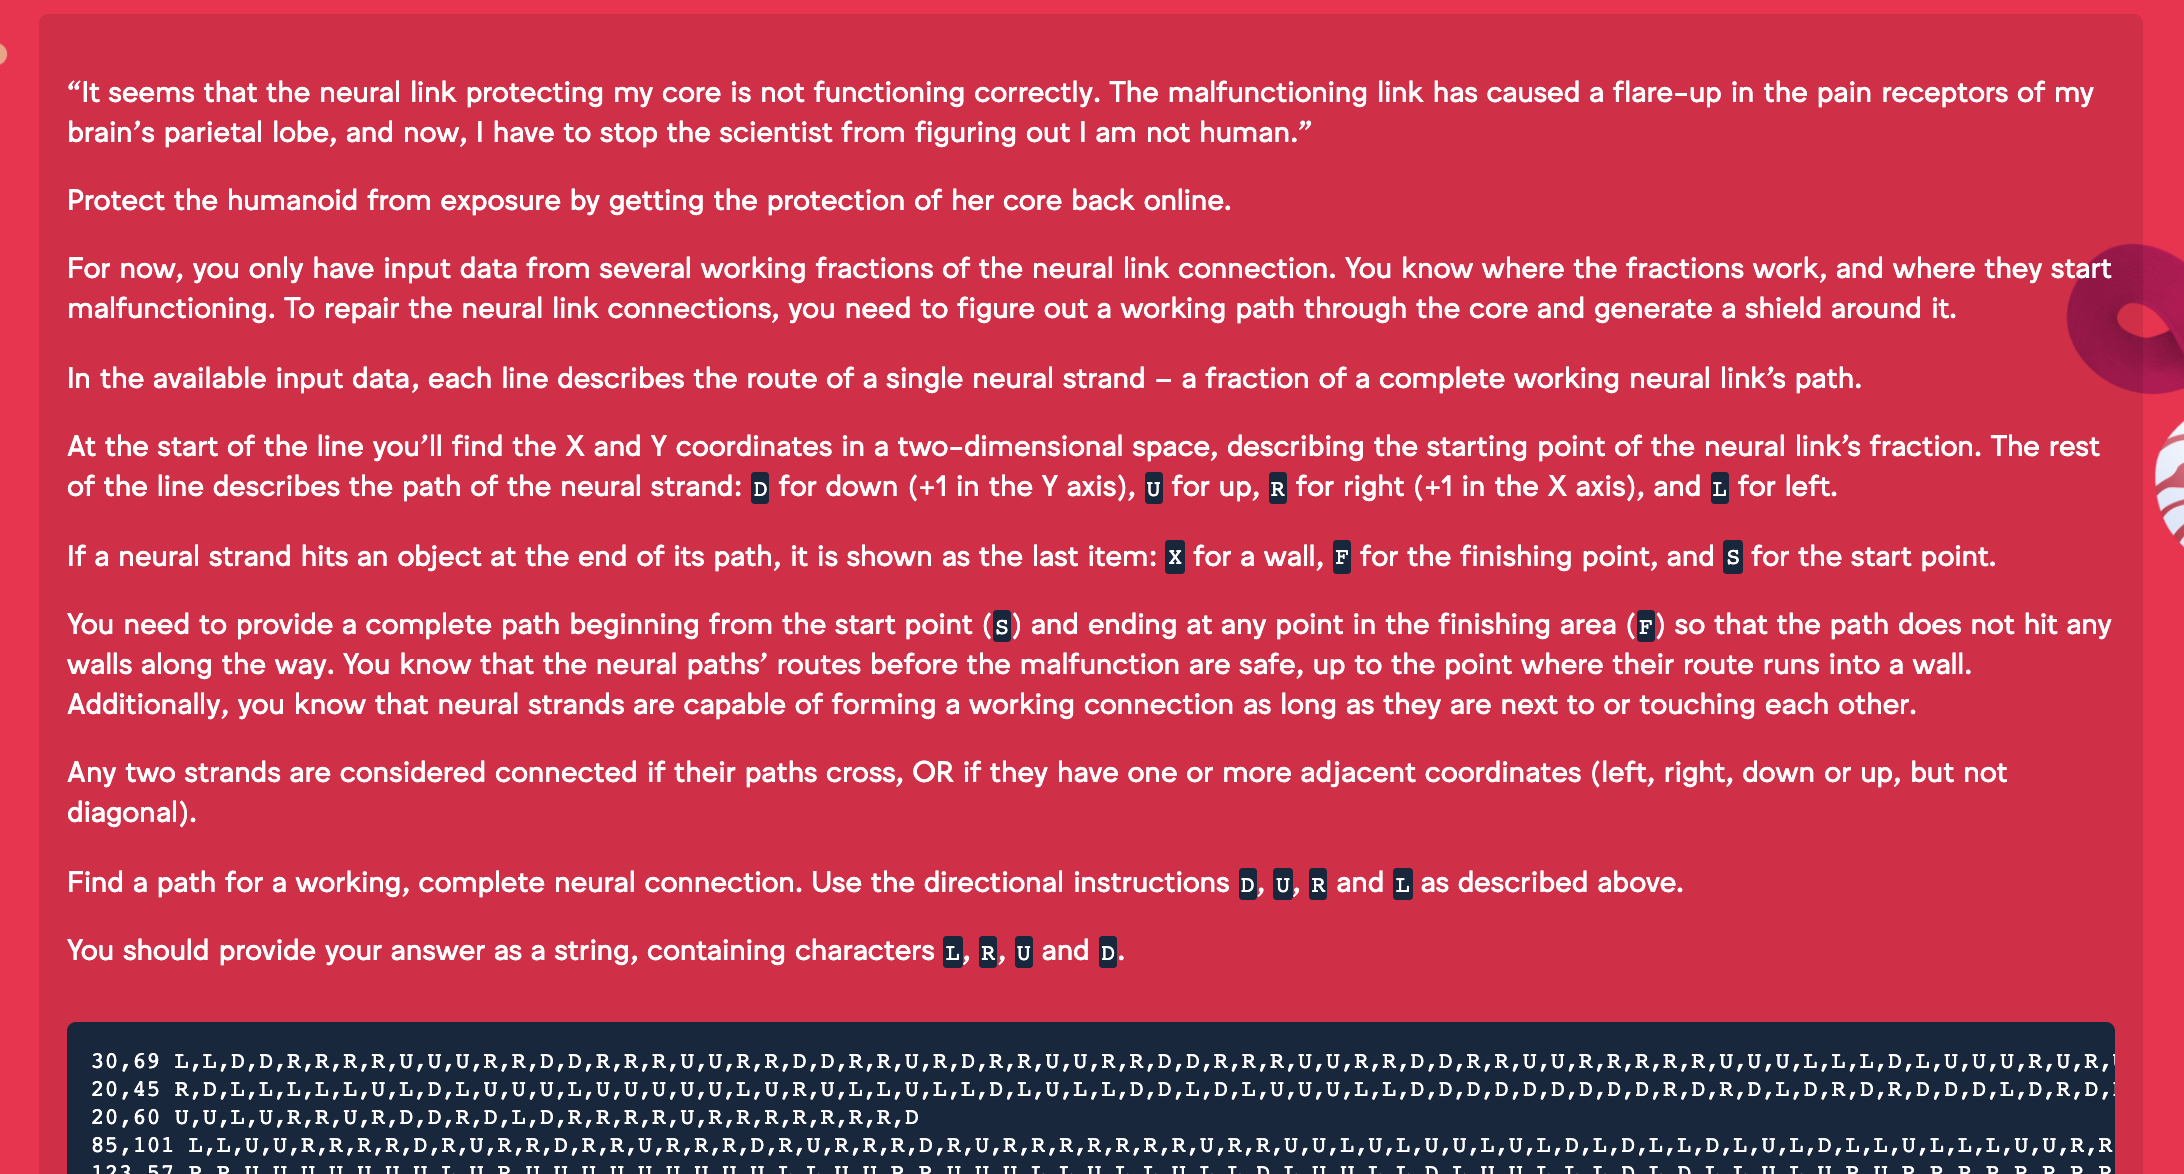 “It seems that the neural link protecting my core is not functioning correctly. The malfunctioning link has caused a flare-up in the pain receptors of my
brain’s parietal lobe, and now, I have to stop the scientist from figuring out I am not human.”
Protect the humanoid from exposure by getting the protection of her core back online.
For now, you only have input data from several working fractions of the neural link connection. You know where the fractions work, and where they start
malfunctioning. To repair the neural link connections, you need to figure out a working path through the core and generate a shield around it.
In the available input data, each line describes the route of a single neural strand – a fraction of a complete working neural link’s path.
At the start of the line you’ll find the X and Y coordinates in a two-dimensional space, describing the starting point of the neural link’s fraction. The rest
of the line describes the path of the neural strand: D for down (+1 in the Y axis), U for up, R for right (+1 in the X axis), and L for left.
If a neural strand hits an object at the end of its path, it is shown as the last item: X for a wall, F for the finishing point, and S for the start point.
You need to provide a complete path beginning from the start point (S) and ending at any point in the finishing area (F) so that the path does not hit any
walls along the way. You know that the neural paths’ routes before the malfunction are safe, up to the point where their route runs into a wall.
Additionally, you know that neural strands are capable of forming a working connection as long as they are next to or touching each other.
Any two strands are considered connected if their paths cross, OR if they have one or more adjacent coordinates (left, right, down or up, but not
diagonal).
Find a path for a working, complete neural connection. Use the directional instructions D, U, R and L as described above.
You should provide your answer as a string, containing characters L, R, U and D.
30,69 L,L,D,D,R,R,R,R,U,U,U,R,R,D,D,R,R,R,U,U,R,R,D,D,R,R,U,R,D,R,R,U,U,R,R,D,D,R,R,R,U,U,R,R,D,D,R,R,U,U,R,R,R,R,R,U,U,U,L,L,L,D,L,U,U,U,R,U,R,
20,45 R,D,L,L,L,L,L,U,L,D,L,U,U,U,L,U,U,U,U,U,L,U,R,U,L,L,U,L,L,D,L,U,L,L,D,D,L,D,L,U,U,U,L,L,D,D,D,D,D,D,D,D,D,R,D,R,D,L,D,R,D,R,D,D,D,L,D,R,D,
20,60 U,U,L,U,R,R,U,R,D,D,R,D,L,D,R,R,R,R,U,R,R,R,R,R,R,R,D
85,101 L,L,U,U,R,R,R,R,D,R,U,R,R,D,R,R,U,R,R,R,D,R,U,R,R,R,D,R,U,R,R,R,R,R,R,R,U,R,R,U,U,L,U,L,U,U,L,U,L,D,L,D,L,L,D,L,U,L,D,L,L,U,L,L,L,U,U,R,R